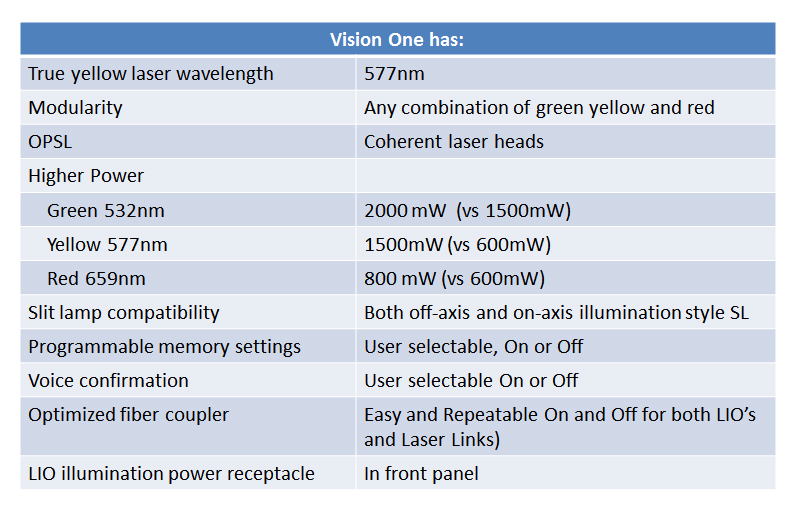 Vision One has:
True yellow laser wavelength 577nm
Modularity Any combination of green yellow and red
OPSL Coherent laser heads
Higher Power
Green 532nm 2000 mW (vs 1500mW)
Yellow 577nm 1500mW (vs 600mW)
Red 659nm 800 mW (vs 600mW)
Slit lamp compatibility Both off-axis and on-axis illumination style SL
Programmable memory settings User selectable, On or Off
Voice confirmation User selectable On or Off
Optimized fiber coupler Easy and Repeatable On and Off for both LIO's
and Laser Links)
LIO illumination power receptacle In front panel